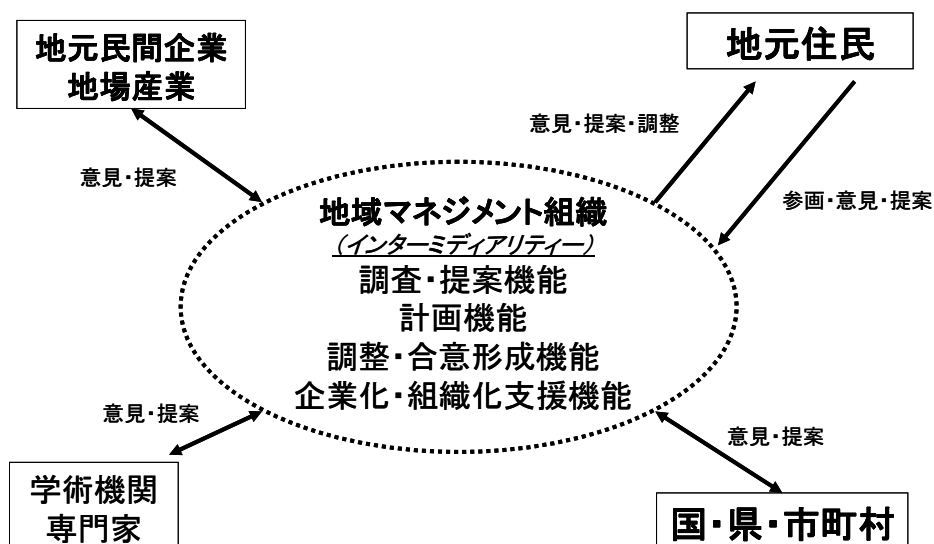 地元民間企業
地場産業
地元住民
意見・提案・調整
意見・提案
参画・意見・提案
地域マネジメント組織
(インターミディアリティー)
調査・提案機能
計画機能
調整・合意形成機能
企業化・組織化支援機能
意見・提案
意見・提案
学術機関
専門家
国・県・市町村